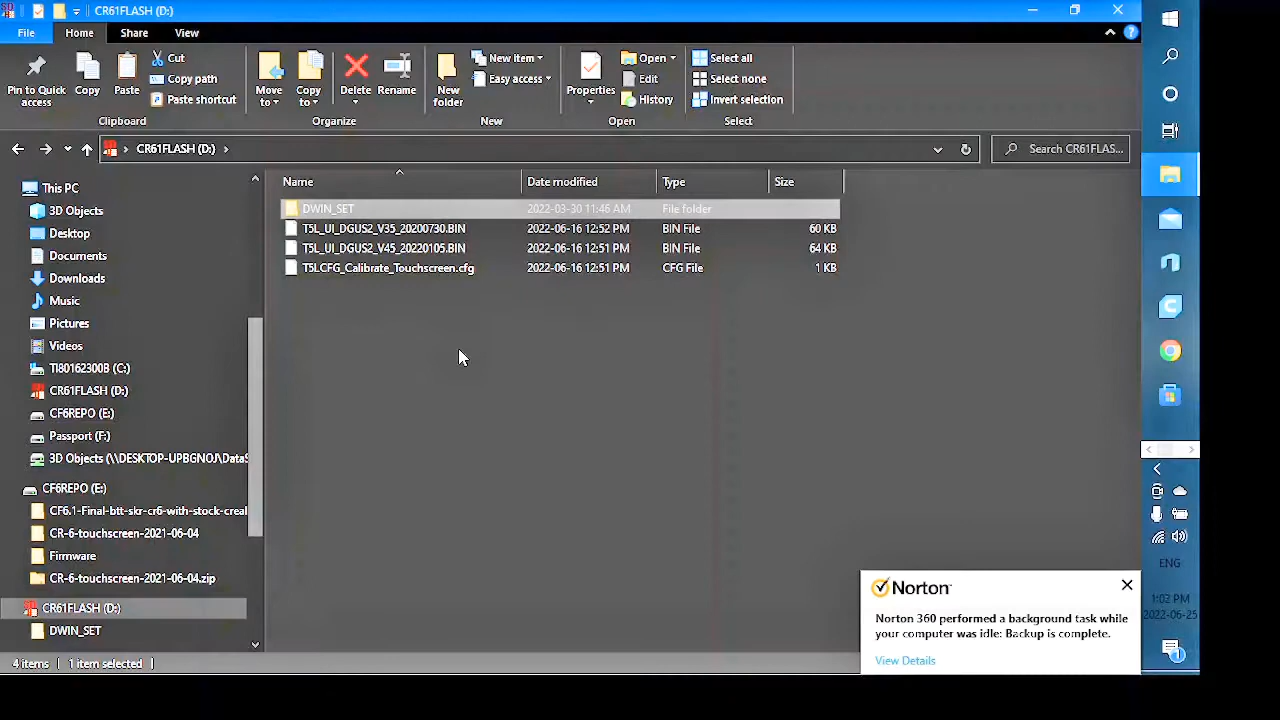 CR61FLASH (D:)
File
Home
Share
View
Pin to Quick access
Copy
Paste
Cut
Copy path
Paste shortcut
Clipboard
Move to
Copy to
Delete
Rename
Organize
New folder
New item
Easy access
New
Properties
Open
Edit
History
Open
Select all
Select none
Invert selection
Select
CR61FLASH (D:)
Search CR61FLAS...
Name
Date modified
Type
Size
DWIN_SET 2022-03-30 11:46 AM File folder
T5L_UI_DGUS2_V35_20200730.BIN 2022-06-16 12:52 PM BIN File 60 KB
T5L_UI_DGUS2_V45_20220105.BIN 2022-06-16 12:51 PM BIN File 64 KB
T5LCFG_Calibrate_Touchscreen.cfg 2022-06-16 12:51 PM CFG File 1 KB
This PC
3D Objects
Desktop
Documents
Downloads
Music
Pictures
Videos
TI80162300B (C:)
CR61FLASH (D:)
CF6REPO (E:)
Passport (F:)
3D Objects (\\DESKTOP-UPBGNOJ\DataS
CF6REPO (E:)
CF6.1-Final-btt-skr-cr6-with-stock-creal
CR-6-touchscreen-2021-06-04
Firmware
CR-6-touchscreen-2021-06-04.zip
CR61FLASH (D:)
DWIN_SET
4 items
1 item selected
Norton
Norton 360 performed a background task while
your computer was idle: Backup is complete.
View Details
ENG
1:02 PM
2022-06-25
1